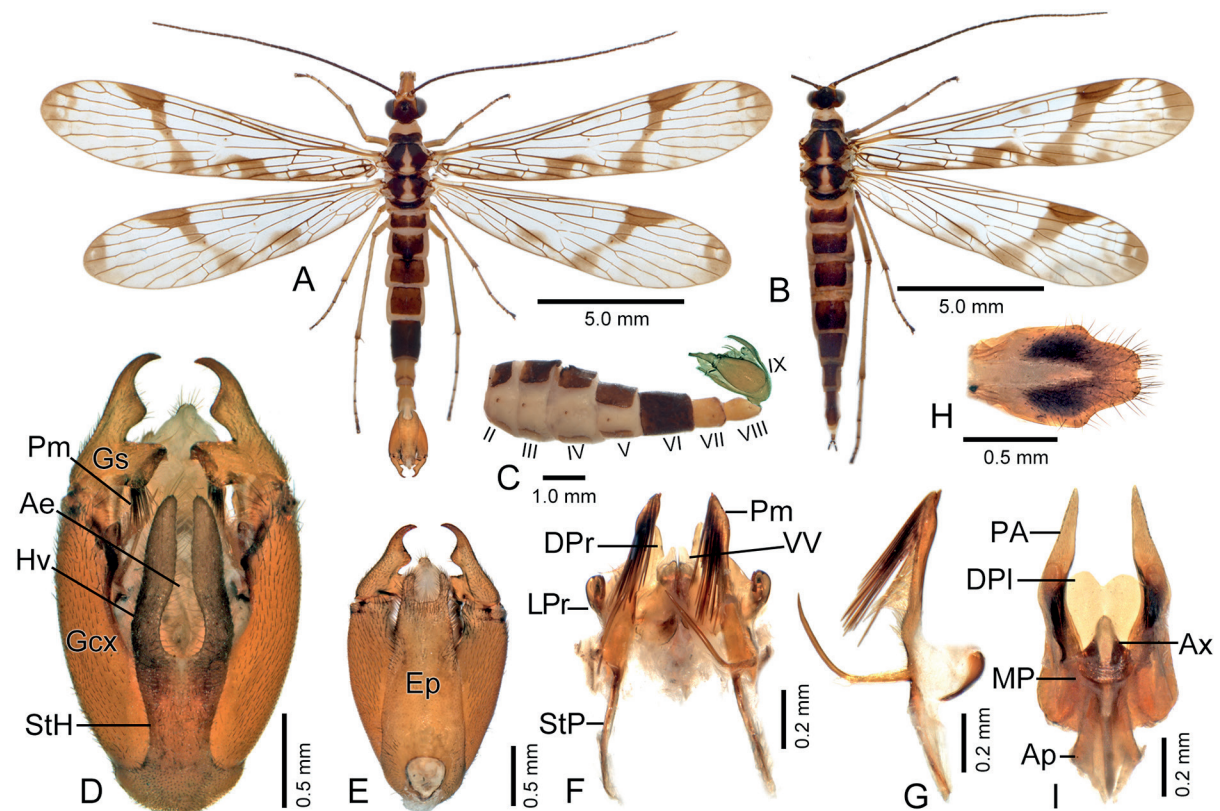 A
5.0 mm
B
5.0 mm
C
II
III
IV
V
VI
VII
VIII
IX
1.0 mm
H
0.5 mm
Gs
Pm
Ae
Hv
Gcx
StH
D
0.5 mm
Ep
E
0.5 mm
DPr
LPr
StP
Pm
VV
F
0.2 mm
G
0.2 mm
PA
DPl
Ax
MP
Ap
I
0.2 mm